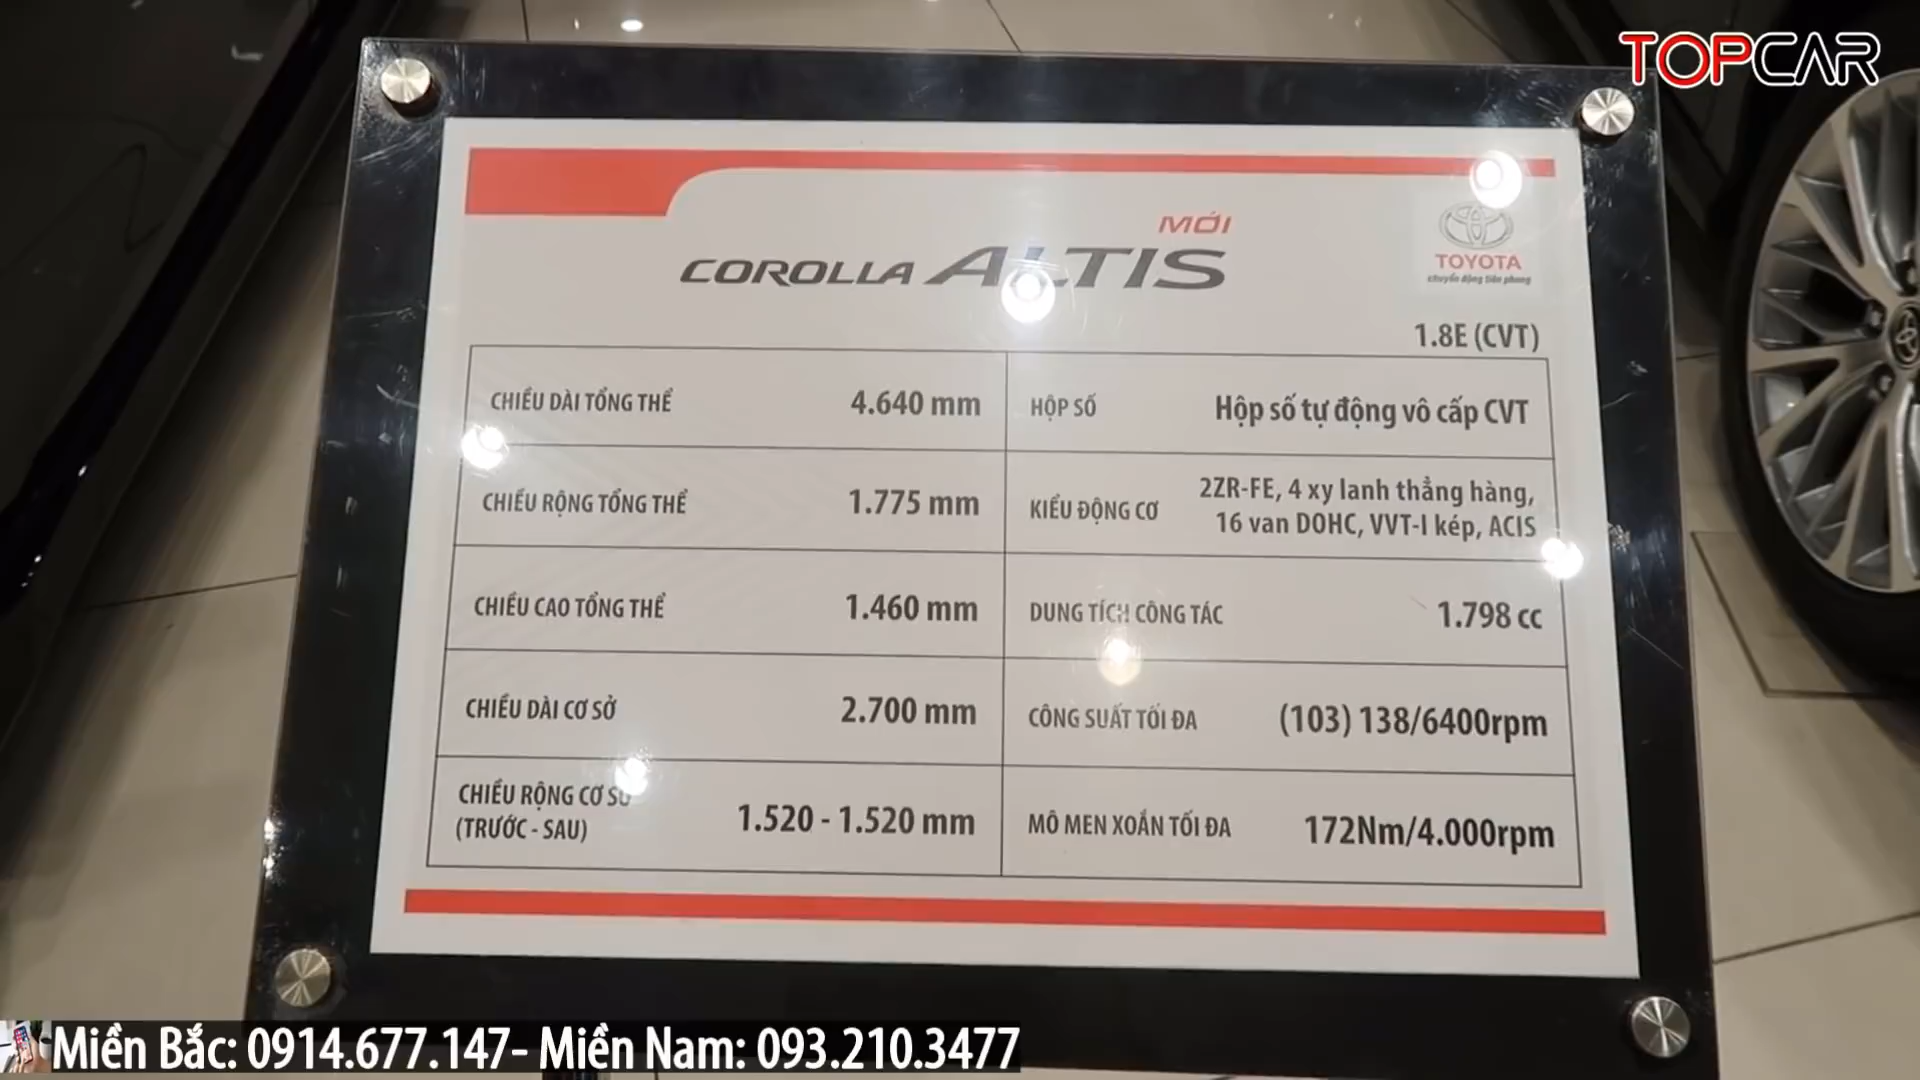 TOPCAR
MỚI
COROLLA ALTIS
TOYOTA
chuyển động tiên phong
1.8E (CVT)
CHIỀU DÀI TỔNG THỂ 4.640 mm
HỘP SỐ Hộp số tự động vô cấp CVT
CHIỀU RỘNG TỔNG THỂ 1.775 mm
KIỂU ĐỘNG CƠ 2ZR-FE, 4 xy lanh thẳng hàng,
16 van DOHC, VVT-I kép, ACIS
CHIỀU CAO TỔNG THỂ 1.460 mm
DUNG TÍCH CÔNG TÁC 1.798 cc
CHIỀU DÀI CƠ SỞ 2.700 mm
CÔNG SUẤT TỐI ĐA (103) 138/6400rpm
CHIỀU RỘNG CƠ SỞ
(TRƯỚC - SAU) 1.520 - 1.520 mm
MÔ MEN XOẮN TỐI ĐA 172Nm/4.000rpm
Miền Bắc: 0914.677.147- Miền Nam: 093.210.3477